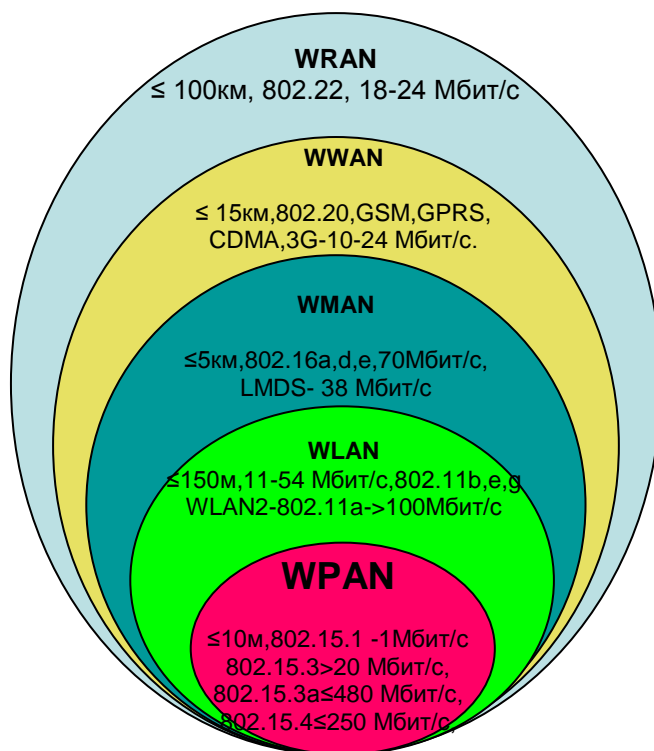 WRAN
≤ 100км, 802.22, 18-24 Мбит/с
WWAN
≤ 15км,802.20,GSM,GPRS,
CDMA,3G-10-24 Мбит/с.
WMAN
≤5км,802.16a,d,e,70Мбит/с,
LMDS- 38 Мбит/с
WLAN
≤150м,11-54 Мбит/с,802.11b,e,g
WLAN2-802.11a->100Мбит/с
WPAN
≤10м,802.15.1 -1Мбит/с
802.15.3>20 Мбит/с,
802.15.3a≤480 Мбит/с,
802.15.4≤250 Мбит/с,